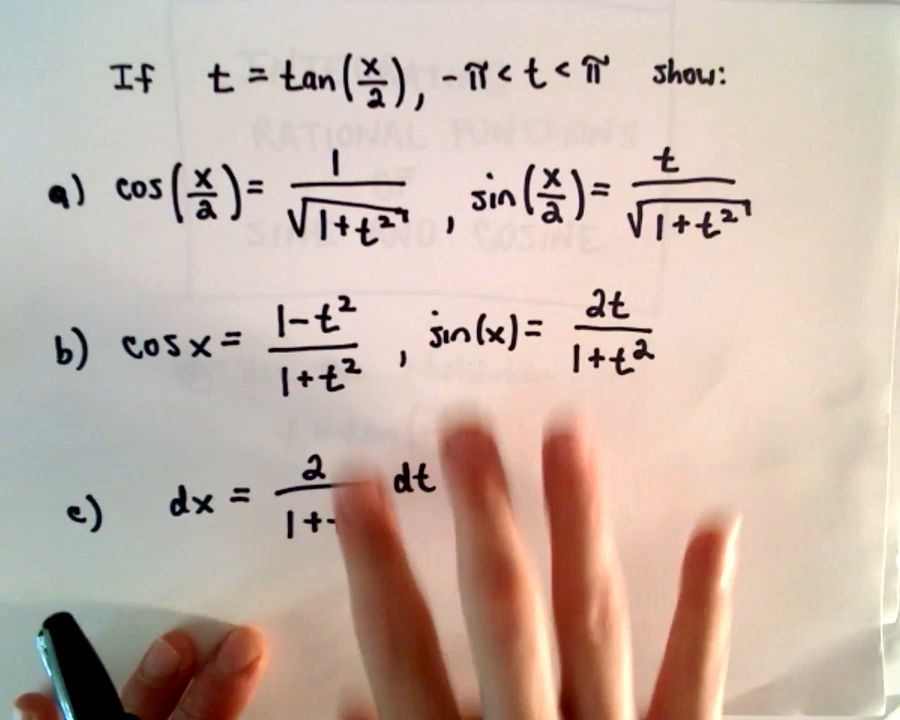 If t = tan(x/2), -π < t < π show:
a) cos(x/2) = 1/√(1+t²), sin(x/2) = t/√(1+t²)
b) cos x = (1-t²)/(1+t²), sin(x) = 2t/(1+t²)
c) dx = 2/(1+ dt